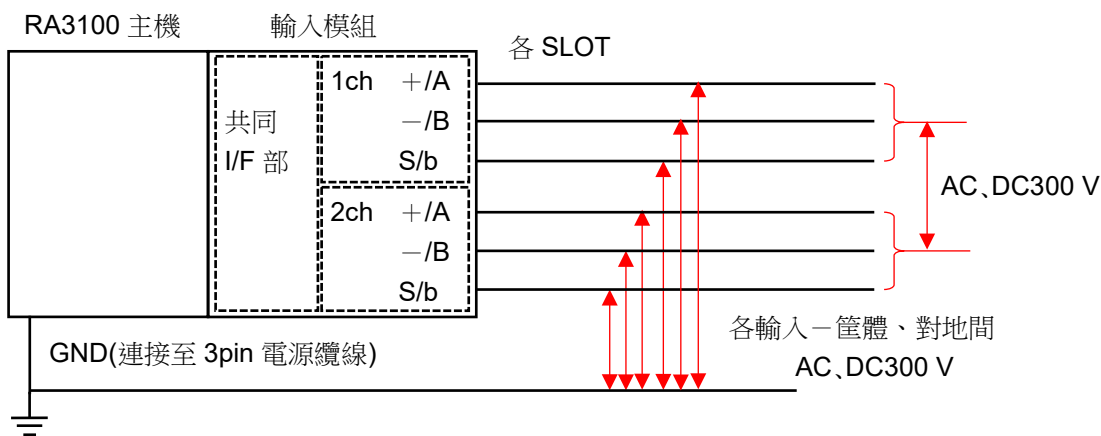 RA3100 主機
輸入模組
各 SLOT
1ch ＋/A
－/B
S/b
共同
I/F 部
2ch ＋/A
－/B
S/b
AC、DC300 V
各輸入－筐體、對地間
AC、DC300 V
GND(連接至 3pin 電源纜線)